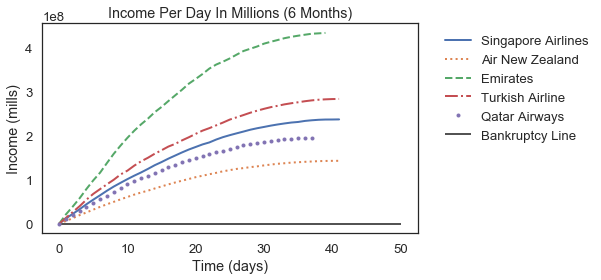 Income Per Day In Millions (6 Months)
1e8
4
3
2
1
0
Income (mills)
0 10 20 30 40 50
Time (days)
Singapore Airlines
Air New Zealand
Emirates
Turkish Airline
Qatar Airways
Bankruptcy Line